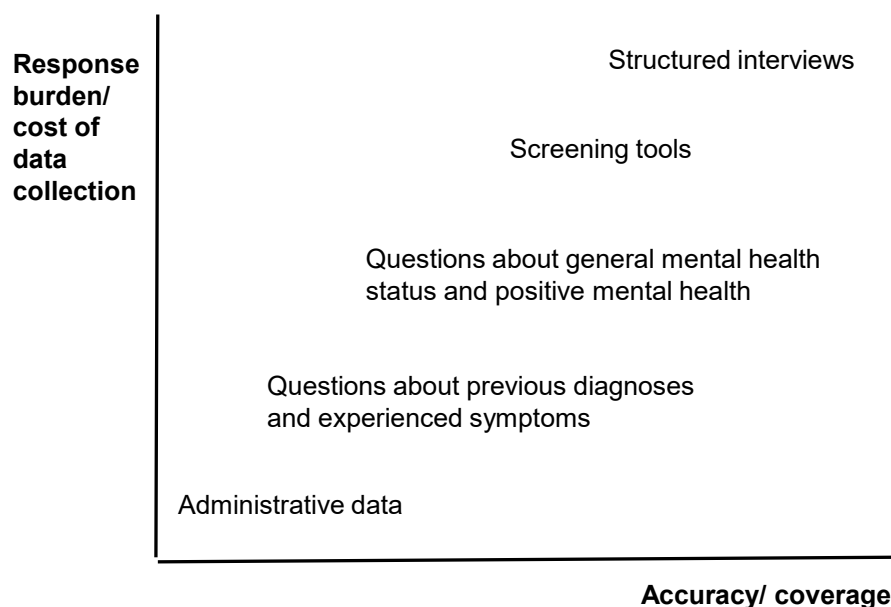 Response
burden/
cost of
data
collection
Structured interviews
Screening tools
Questions about general mental health
status and positive mental health
Questions about previous diagnoses
and experienced symptoms
Administrative data
Accuracy/ coverage